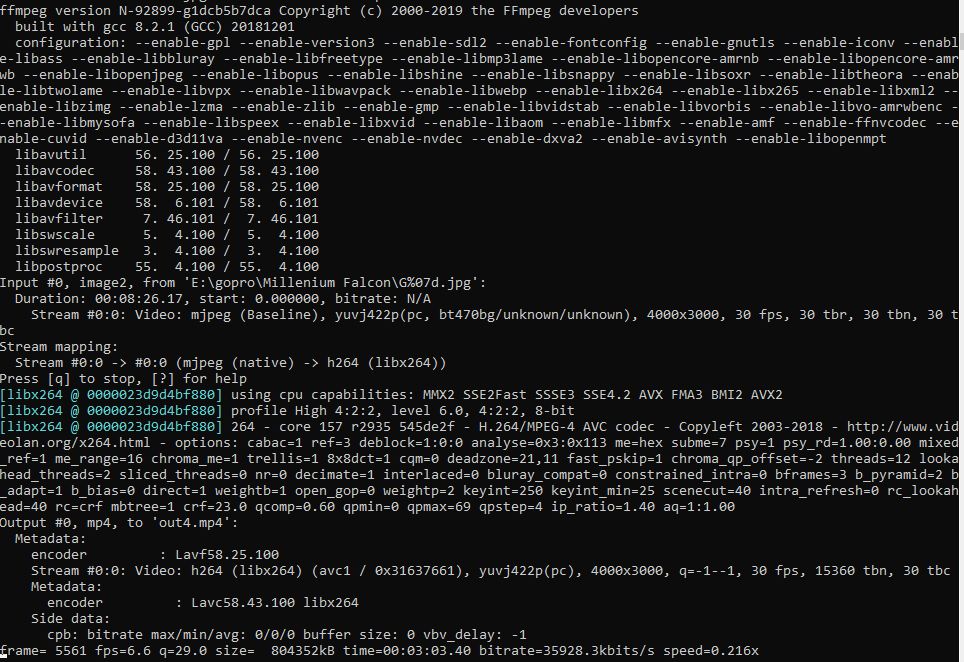 ffmpeg version N-92899-g1dcb5b7dca Copyright (c) 2000-2019 the FFmpeg developers
  built with gcc 8.2.1 (GCC) 20181201
  configuration: --enable-gpl --enable-version3 --enable-sdl2 --enable-fontconfig --enable-gnutls --enable-iconv --enabl
e-libass --enable-libbluray --enable-libfreetype --enable-libmp3lame --enable-libopencore-amrnb --enable-libopencore-amr
wb --enable-libopenjpeg --enable-libopus --enable-libshine --enable-libsnappy --enable-libsoxr --enable-libtheora --enab
le-libtwolame --enable-libvpx --enable-libwavpack --enable-libwebp --enable-libx264 --enable-libx265 --enable-libxml2 --
enable-libzimg --enable-lzma --enable-zlib --enable-gmp --enable-libvidstab --enable-libvorbis --enable-libvo-amrwbenc -
-enable-libmysofa --enable-libspeex --enable-libxvid --enable-libaom --enable-libmfx --enable-amf --enable-ffnvcodec --e
nable-cuvid --enable-d3d11va --enable-nvenc --enable-nvdec --enable-dxva2 --enable-avisynth --enable-libopenmpt
  libavutil      56. 25.100 / 56. 25.100
  libavcodec     58. 43.100 / 58. 43.100
  libavformat    58. 25.100 / 58. 25.100
  libavdevice    58.  6.101 / 58.  6.101
  libavfilter     7. 46.101 /  7. 46.101
  libswscale      5.  4.100 /  5.  4.100
  libswresample   3.  4.100 /  3.  4.100
  libpostproc    55.  4.100 / 55.  4.100
Input #0, image2, from 'E:\gopro\Millenium Falcon\G%07d.jpg':
  Duration: 00:08:26.17, start: 0.000000, bitrate: N/A
    Stream #0:0: Video: mjpeg (Baseline), yuvj422p(pc, bt470bg/unknown/unknown), 4000x3000, 30 fps, 30 tbr, 30 tbn, 30 t
bc
Stream mapping:
  Stream #0:0 -> #0:0 (mjpeg (native) -> h264 (libx264))
Press [q] to stop, [?] for help
[libx264 @ 0000023d9d4bf880] using cpu capabilities: MMX2 SSE2Fast SSSE3 SSE4.2 AVX FMA3 BMI2 AVX2
[libx264 @ 0000023d9d4bf880] profile High 4:2:2, level 6.0, 4:2:2, 8-bit
[libx264 @ 0000023d9d4bf880] 264 - core 157 r2935 545de2f - H.264/MPEG-4 AVC codec - Copyleft 2003-2018 - http://www.vid
eolan.org/x264.html - options: cabac=1 ref=3 deblock=1:0:0 analyse=0x3:0x113 me=hex subme=7 psy=1 psy_rd=1.00:0.00 mixed
_ref=1 me_range=16 chroma_me=1 trellis=1 8x8dct=1 cqm=0 deadzone=21,11 fast_pskip=1 chroma_qp_offset=-2 threads=12 looka
head_threads=2 sliced_threads=0 nr=0 decimate=1 interlaced=0 bluray_compat=0 constrained_intra=0 bframes=3 b_pyramid=2 b
_adapt=1 b_bias=0 direct=1 weightb=1 open_gop=0 weightp=2 keyint=250 keyint_min=25 scenecut=40 intra_refresh=0 rc_lookah
ead=40 rc=crf mbtree=1 crf=23.0 qcomp=0.60 qpmin=0 qpmax=69 qpstep=4 ip_ratio=1.40 aq=1:1.00
Output #0, mp4, to 'out4.mp4':
  Metadata:
    encoder         : Lavf58.25.100
    Stream #0:0: Video: h264 (libx264) (avc1 / 0x31637661), yuvj422p(pc), 4000x3000, q=-1--1, 30 fps, 15360 tbn, 30 tbc
    Metadata:
      encoder         : Lavc58.43.100 libx264
    Side data:
      cpb: bitrate max/min/avg: 0/0/0 buffer size: 0 vbv_delay: -1
frame= 5561 fps=6.6 q=29.0 size=  804352kB time=00:03:03.40 bitrate=35928.3kbits/s speed=0.216x